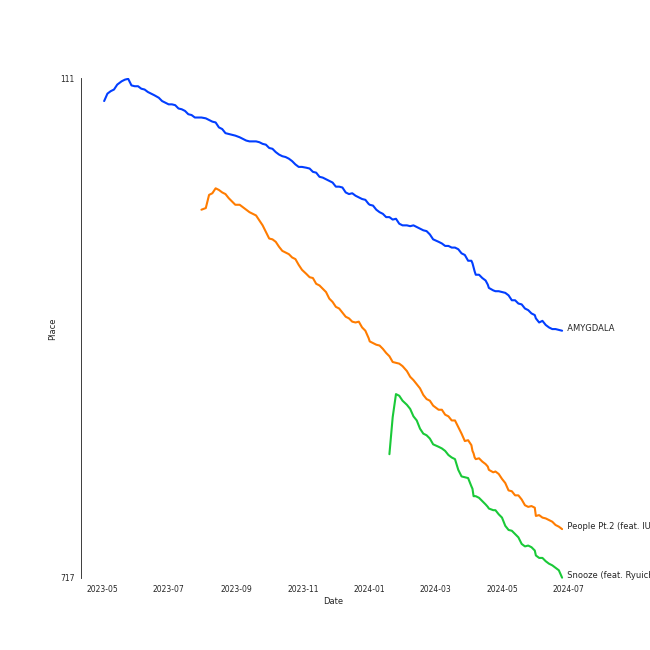 111
AMYGDALA
Place
People Pt.2 (feat. IU
Snooze (feat. Ryuic
717
2023-05 2023-07 2023-09 2023-11 2024-01 2024-03 2024-05 2024-07
Date